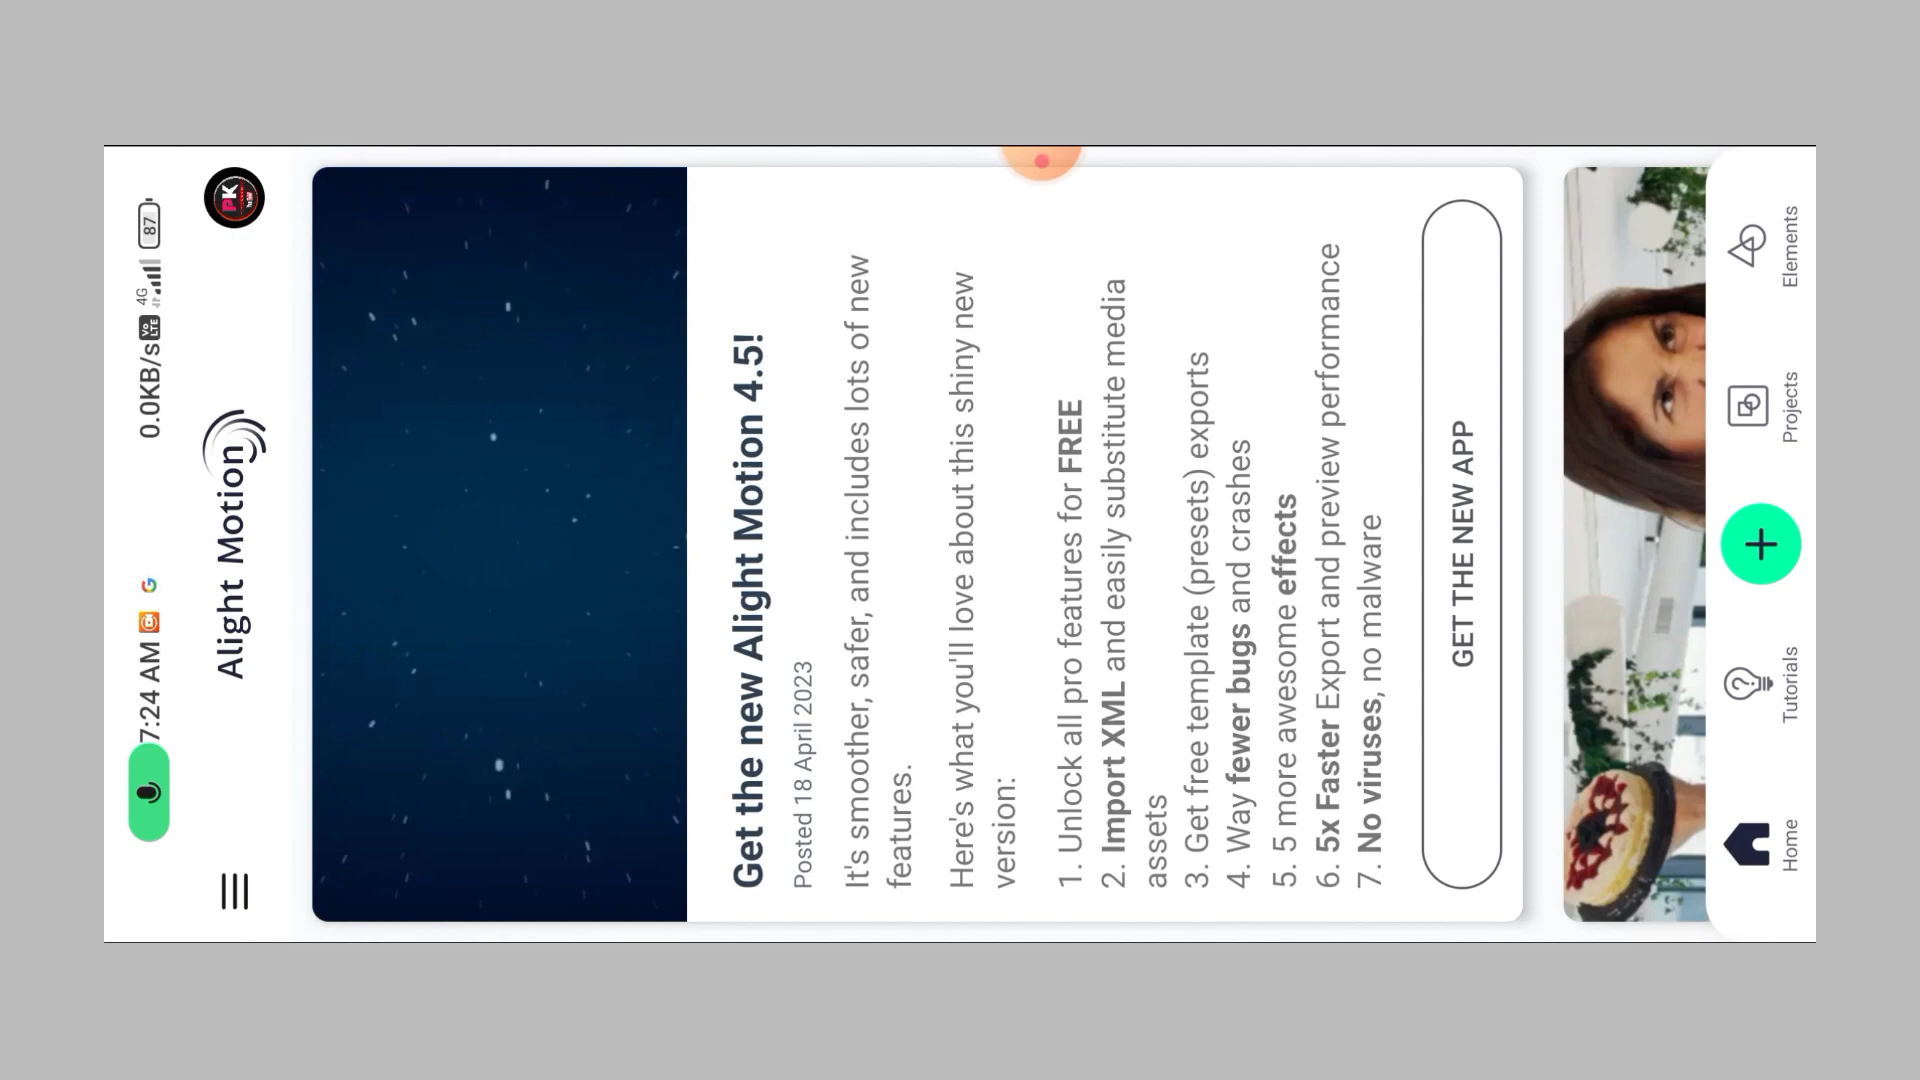 7:24 AM
0.0KB/s Vo LTE 4G 87
Alight Motion
PK
Get the new Alight Motion 4.5!
Posted 18 April 2023
It's smoother, safer, and includes lots of new
features.
Here's what you'll love about this shiny new
version:
1. Unlock all pro features for FREE
2. Import XML and easily substitute media
assets
3. Get free template (presets) exports
4. Way fewer bugs and crashes
5. 5 more awesome effects
6. 5x Faster Export and preview performance
7. No viruses, no malware
GET THE NEW APP
Home
Tutorials
Projects
Elements